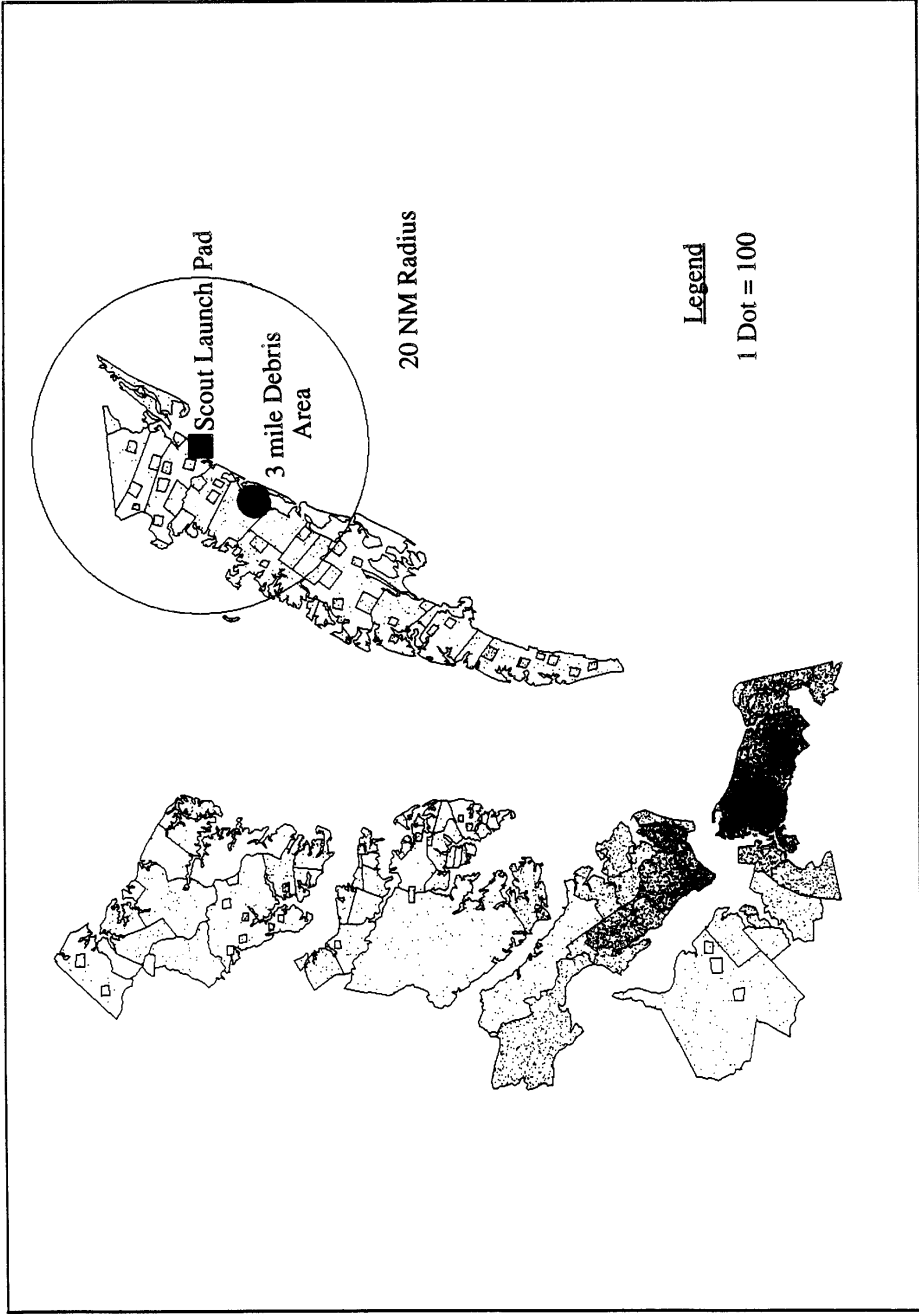 Scout Launch Pad
3 mile Debris
Area
20 NM Radius
Legend
1 Dot = 100